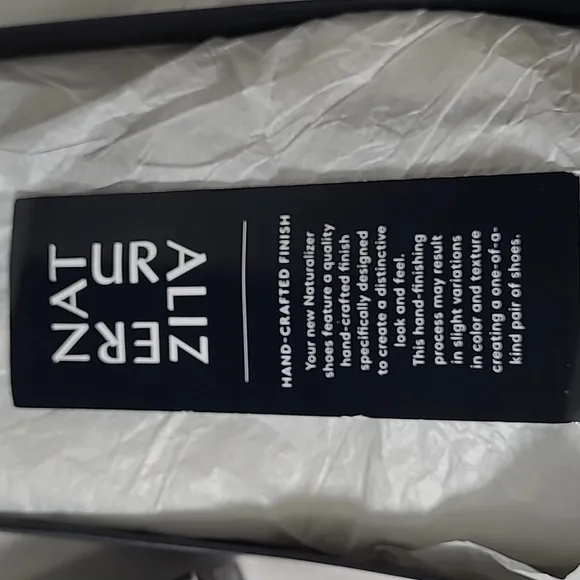 NAT
UR
ALIZ
ER
HAND-CRAFTED FINISH
Your new Naturalizer
shoes feature a quality
hand-crafted finish
specifically designed
to create a distinctive
look and feel.
This hand-finishing
process may result
in slight variations
in color and texture
creating a one-of-a-
kind pair of shoes.